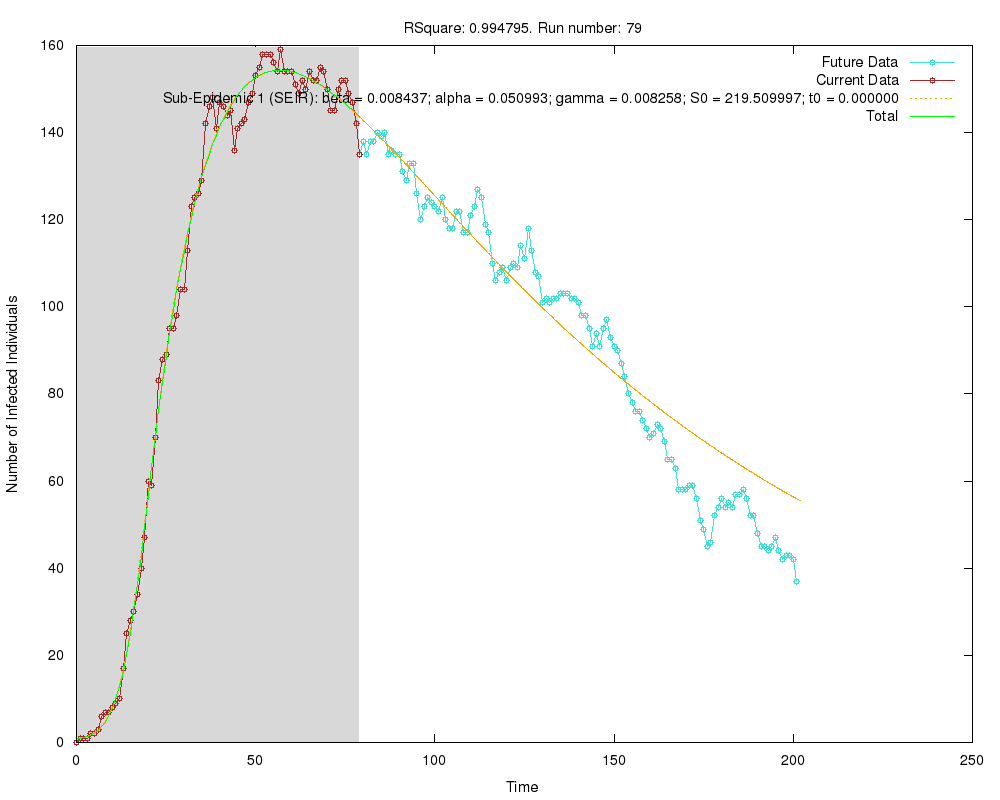 RSquare: 0.994795. Run number: 79
160
140
120
100
80
60
40
20
0
Number of Infected Individuals
Future Data
Current Data
Sub-Epidemic 1 (SEIR): beta = 0.008437; alpha = 0.050993; gamma = 0.008258; S0 = 219.509997; t0 = 0.000000
Total
0 50 100 150 200 250
Time